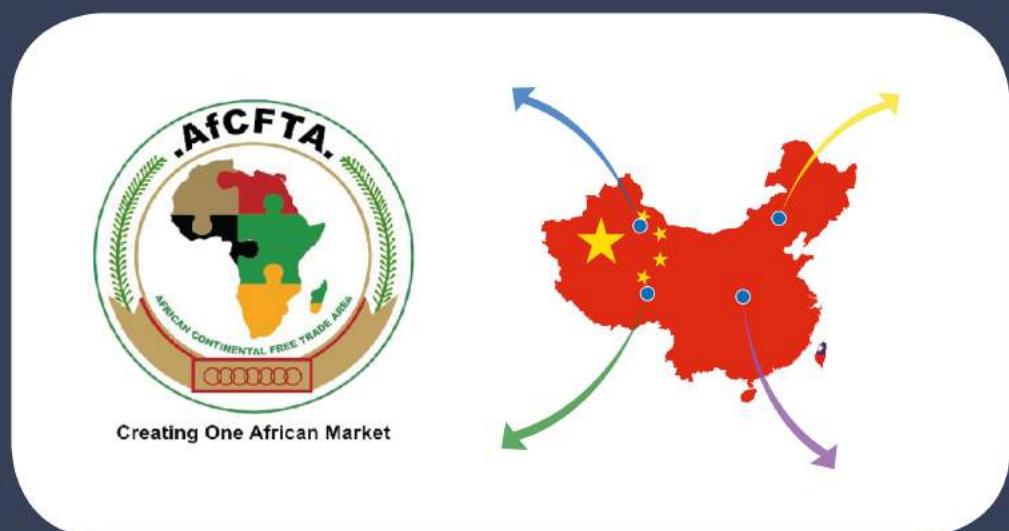 .AfCFTA.
AFRICAN CONTINENTAL FREE TRADE AREA
Creating One African Market